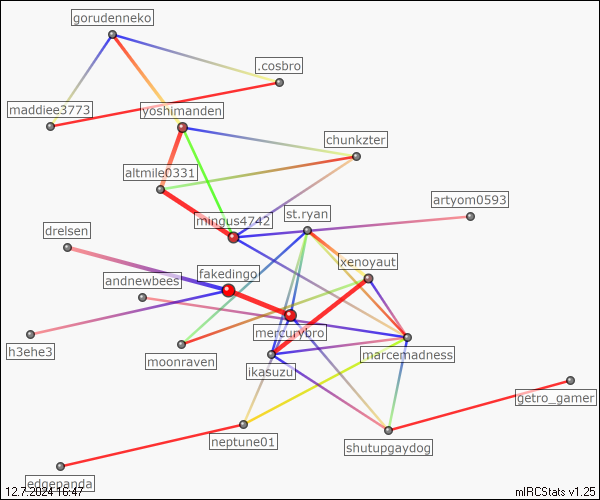 gorudenneko
.cosbro
maddiee3773
yoshimanden
chunkzter
altmile0331
artyom0593
mingus4742
st.ryan
drelsen
xenoyaut
fakedingo
andnewbees
mercurybro
h3ehe3
moonraven
marcemadness
ikasuzu
getro_gamer
neptune01
shutupgaydog
edgepanda
12.7.2024 16:47
mIRCStats v1.25